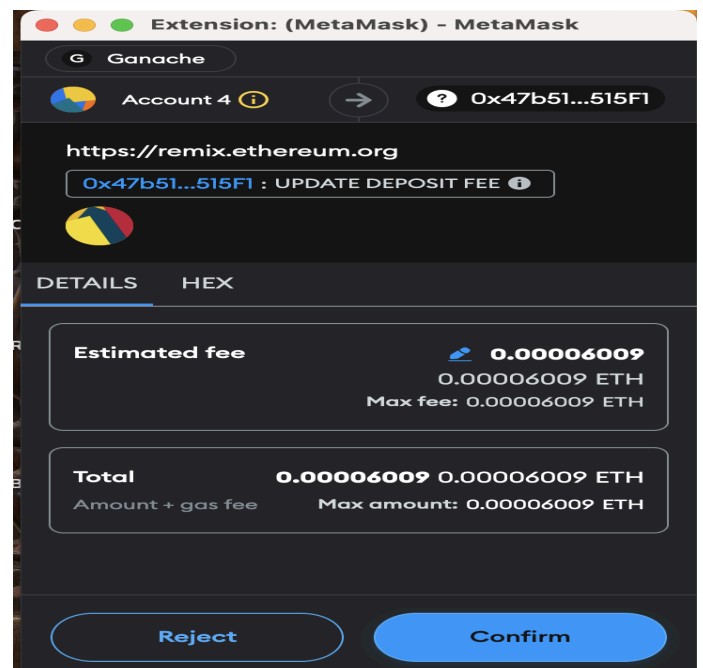 Extension: (MetaMask) - MetaMask
G Ganache
Account 4 0x47b51...515F1
https://remix.ethereum.org
0x47b51...515F1 : UPDATE DEPOSIT FEE
DETAILS HEX
Estimated fee 0.00006009
0.00006009 ETH
Max fee: 0.00006009 ETH
Total 0.00006009 0.00006009 ETH
Amount + gas fee Max amount: 0.00006009 ETH
Reject Confirm